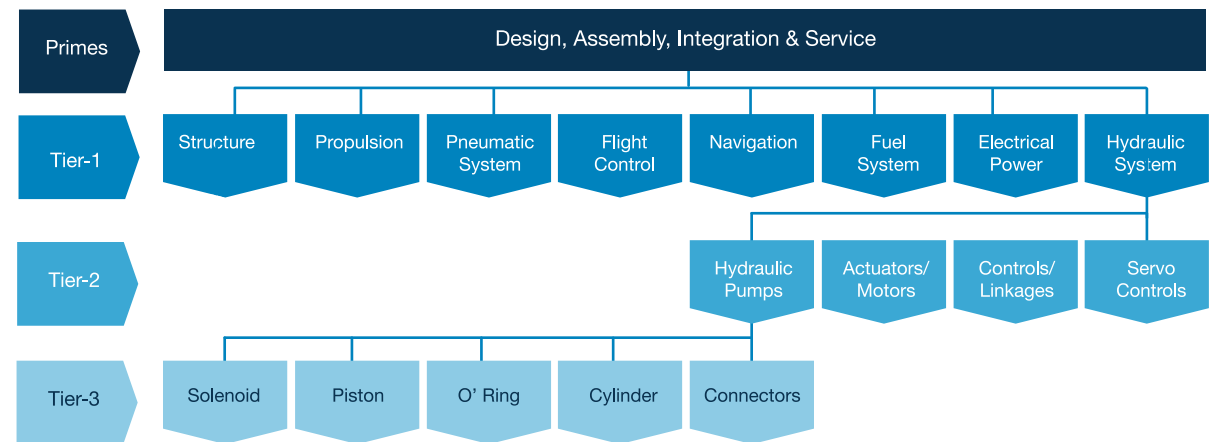 Primes
Design, Assembly, Integration & Service
Tier-1
Structure
Propulsion
Pneumatic
System
Flight
Control
Navigation
Fuel
System
Electrical
Power
Hydraulic
System
Tier-2
Hydraulic
Pumps
Actuators/
Motors
Controls/
Linkages
Servo
Controls
Tier-3
Solenoid
Piston
O' Ring
Cylinder
Connectors